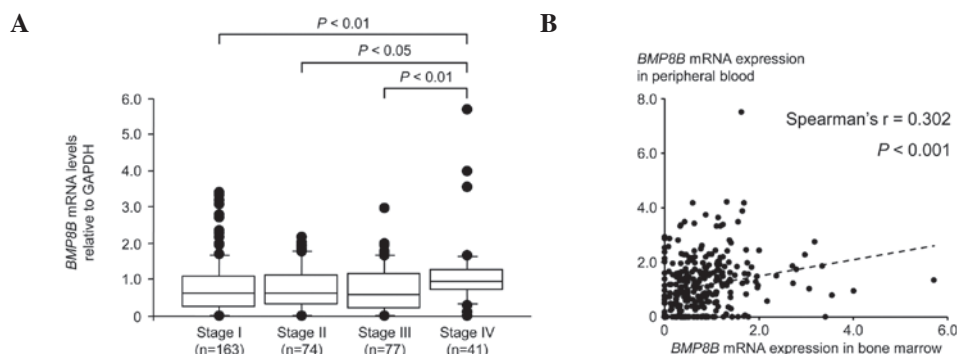 A
P < 0.01
P < 0.05
P < 0.01
BMP8B mRNA levels
relative to GAPDH
6.0
5.0
4.0
3.0
2.0
1.0
0
Stage I
(n=163)
Stage II
(n=74)
Stage III
(n=77)
Stage IV
(n=41)
B
BMP8B mRNA expression
in peripheral blood
Spearman's r = 0.302
P < 0.001
8.0
6.0
4.0
2.0
0
0
2.0
4.0
6.0
BMP8B mRNA expression in bone marrow